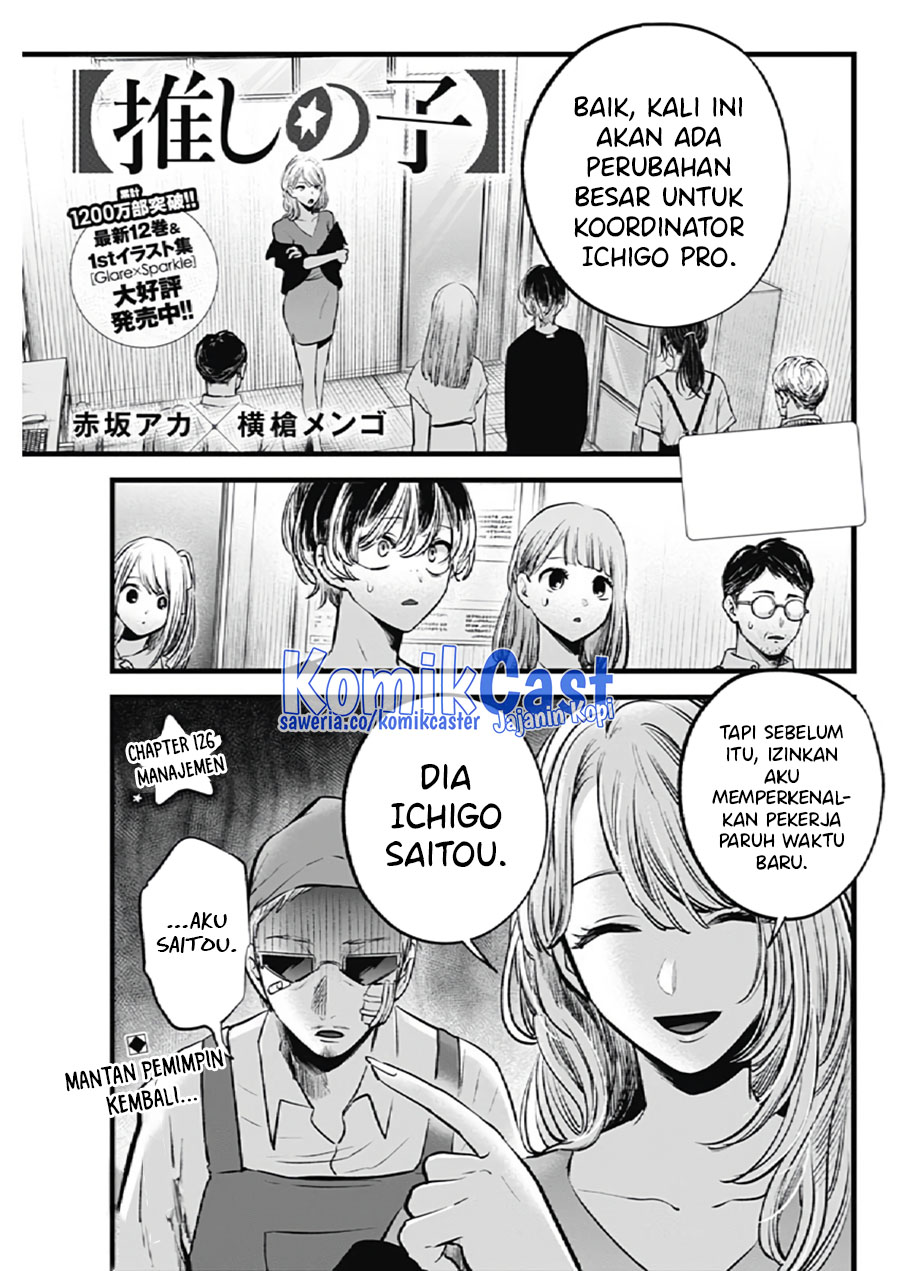 【推しの子】
累計
1200万部突破!!
最新12巻&
1stイラスト集
[Glare×Sparkle]
大好評
発売中!!
赤坂アカ × 横槍メンゴ
BAIK, KALI INI
AKAN ADA
PERUBAHAN
BESAR UNTUK
KOORDINATOR
ICHIGO PRO.
KomikCast
saweria.co/komikcaster
Jajanin Kopi
TAPI SEBELUM
ITU, IZINKAN
AKU
MEMPERKENAL-
KAN PEKERJA
PARUH WAKTU
BARU.
DIA
ICHIGO
SAITOU.
CHAPTER 126
MANAJEMEN
...AKU
SAITOU.
MANTAN PEMIMPIN
KEMBALI...